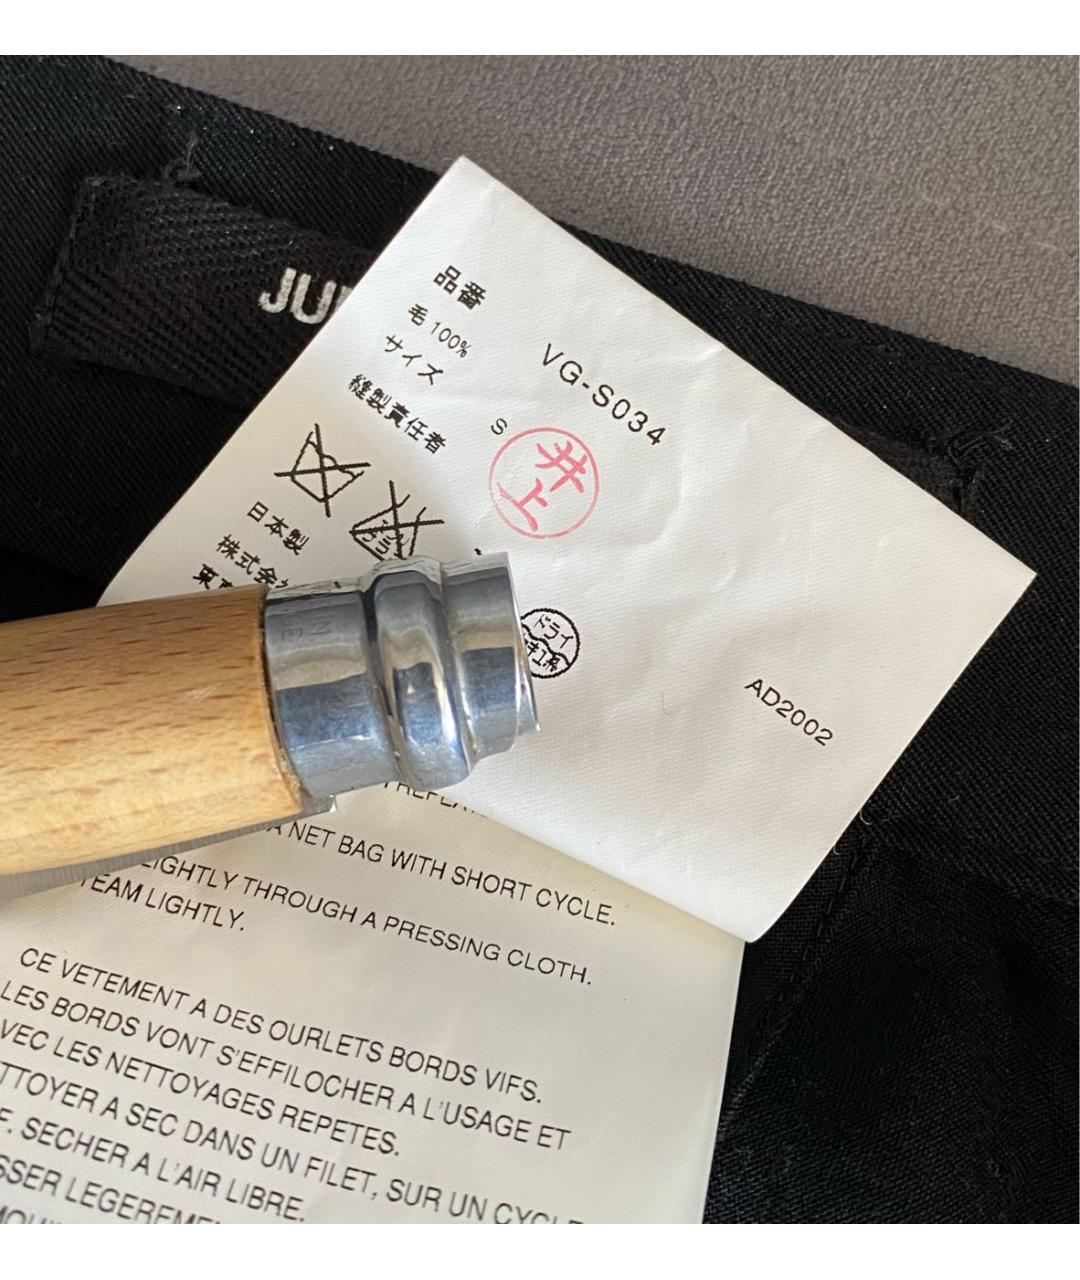 品番
VG-S034
毛 100%
サイズ
S
縫製責任者
井上
日本製
株式会
ドライ
AD2002
A NET BAG WITH SHORT CYCLE.
LIGHTLY THROUGH A PRESSING CLOTH.
TEAM LIGHTLY.
CE VETEMENT A DES OURLETS BORDS VIFS.
LES BORDS VONT S'EFFILOCHER A L'USAGE ET
VEC LES NETTOYAGES REPETES.
TTOYER A SEC DANS UN FILET, SUR UN CYCLE
F. SECHER A L'AIR LIBRE.
SSER LEGEREME